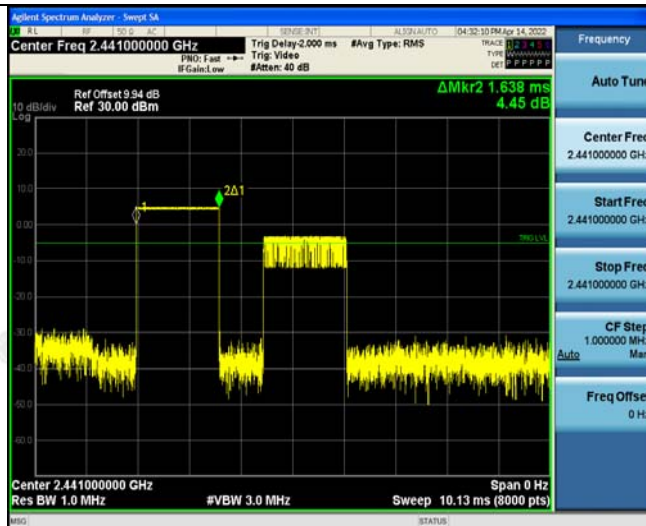 Agilent Spectrum Analyzer - Swept SA
RL RF 50 Ω AC SENSE:INT ALIGNAUTO 04:32:10 PM Apr 14, 2022
Center Freq 2.441000000 GHz
PNO: Fast
IFGain:Low
Trig Delay-2.000 ms
Trig: Video
#Atten: 40 dB
#Avg Type: RMS
TRACE 1 2 3 4 5 6
TYPE
DET P P P P P P
Frequency
ΔMkr2 1.638 ms
4.45 dB
Ref Offset 9.94 dB
Ref 30.00 dBm
10 dB/div
Log
20.0
10.0
0.00
-10.0
-20.0
-30.0
-40.0
-50.0
-60.0
1
2Δ1
TRIG LVL
Auto Tune
Center Freq
2.441000000 GHz
Start Freq
2.441000000 GHz
Stop Freq
2.441000000 GHz
CF Step
1.000000 MHz
Auto Man
Freq Offset
0 Hz
Center 2.441000000 GHz Span 0 Hz
Res BW 1.0 MHz #VBW 3.0 MHz Sweep 10.13 ms (8000 pts)
MSG STATUS